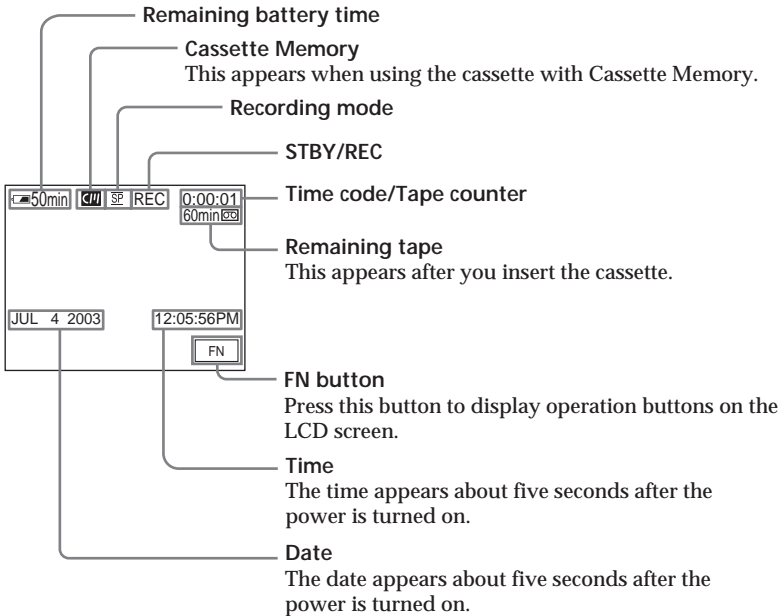 Remaining battery time
Cassette Memory
This appears when using the cassette with Cassette Memory.
Recording mode
STBY/REC
50min
SP
REC
0:00:01
Time code/Tape counter
60min
Remaining tape
This appears after you insert the cassette.
JUL 4 2003
12:05:56PM
FN
FN button
Press this button to display operation buttons on the
LCD screen.
Time
The time appears about five seconds after the
power is turned on.
Date
The date appears about five seconds after the
power is turned on.